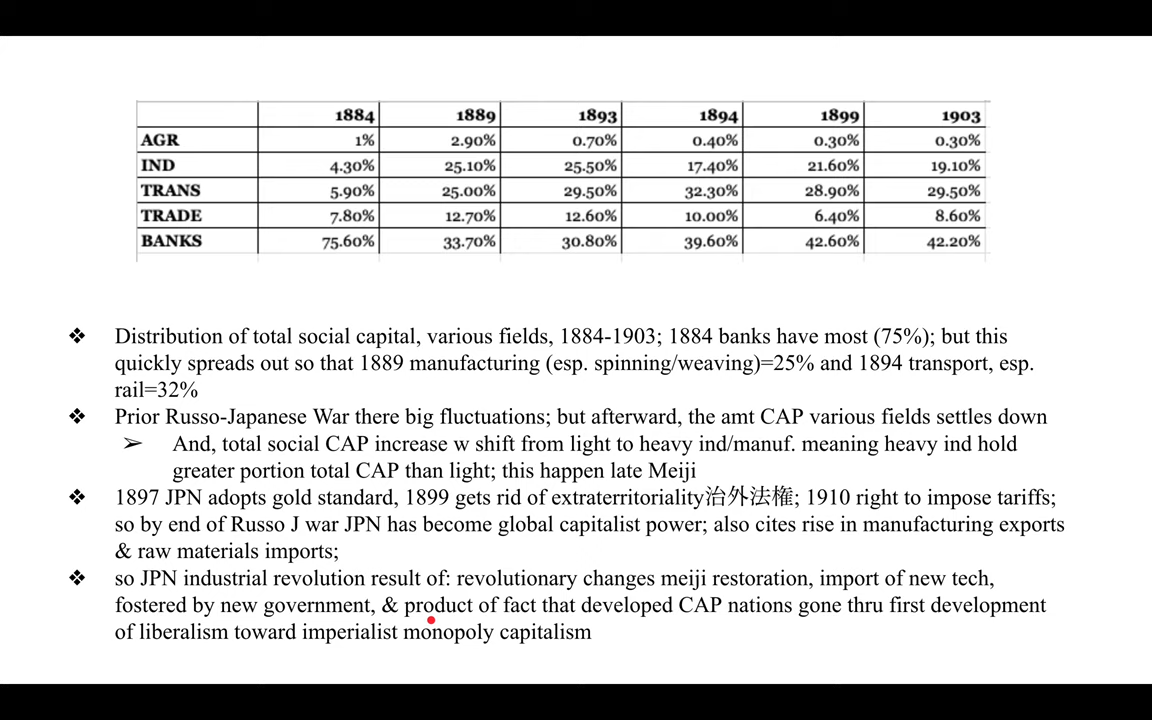 1884 1889 1893 1894 1899 1903
AGR 1% 2.90% 0.70% 0.40% 0.30% 0.30%
IND 4.30% 25.10% 25.50% 17.40% 21.60% 19.10%
TRANS 5.90% 25.00% 29.50% 32.30% 28.90% 29.50%
TRADE 7.80% 12.70% 12.60% 10.00% 6.40% 8.60%
BANKS 75.60% 33.70% 30.80% 39.60% 42.60% 42.20%
❖ Distribution of total social capital, various fields, 1884-1903; 1884 banks have most (75%); but this
quickly spreads out so that 1889 manufacturing (esp. spinning/weaving)=25% and 1894 transport, esp.
rail=32%
❖ Prior Russo-Japanese War there big fluctuations; but afterward, the amt CAP various fields settles down
➢ And, total social CAP increase w shift from light to heavy ind/manuf. meaning heavy ind hold
greater portion total CAP than light; this happen late Meiji
❖ 1897 JPN adopts gold standard, 1899 gets rid of extraterritoriality治外法権; 1910 right to impose tariffs;
so by end of Russo J war JPN has become global capitalist power; also cites rise in manufacturing exports
& raw materials imports;
❖ so JPN industrial revolution result of: revolutionary changes meiji restoration, import of new tech,
fostered by new government, & product of fact that developed CAP nations gone thru first development
of liberalism toward imperialist monopoly capitalism